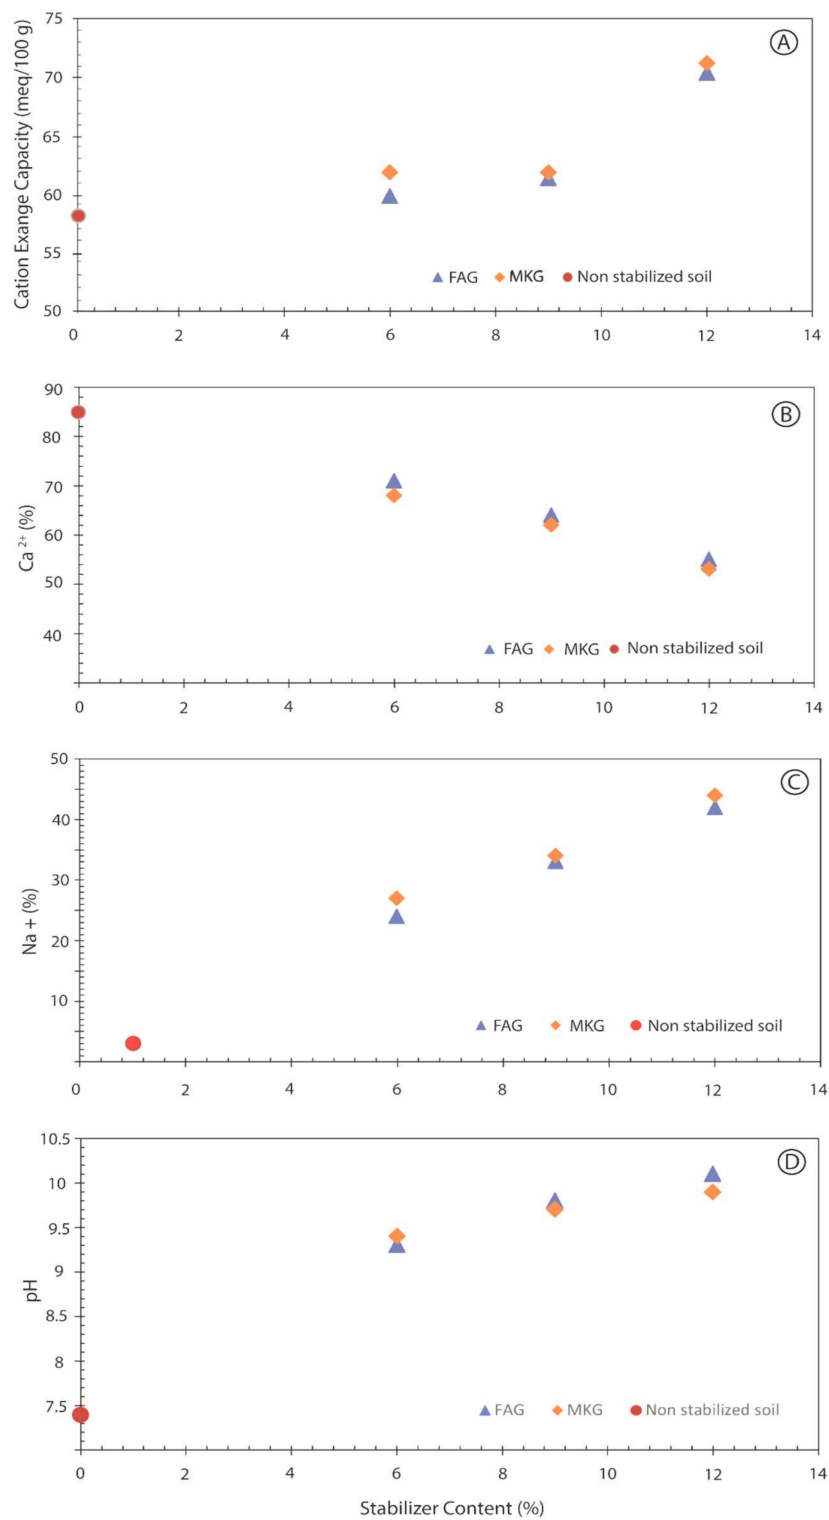 75
A
70
65
60
55
50
Cation Exange Capacity (meq/100 g)
FAG MKG Non stabilized soil
0 2 4 6 8 10 12 14
90
B
80
70
60
50
40
Ca 2+ (%)
FAG MKG Non stabilized soil
0 2 4 6 8 10 12 14
50
C
40
30
20
10
Na + (%)
FAG MKG Non stabilized soil
0 2 4 6 8 10 12 14
10.5
D
10
9.5
9
8.5
8
7.5
pH
FAG MKG Non stabilized soil
0 2 4 6 8 10 12 14
Stabilizer Content (%)